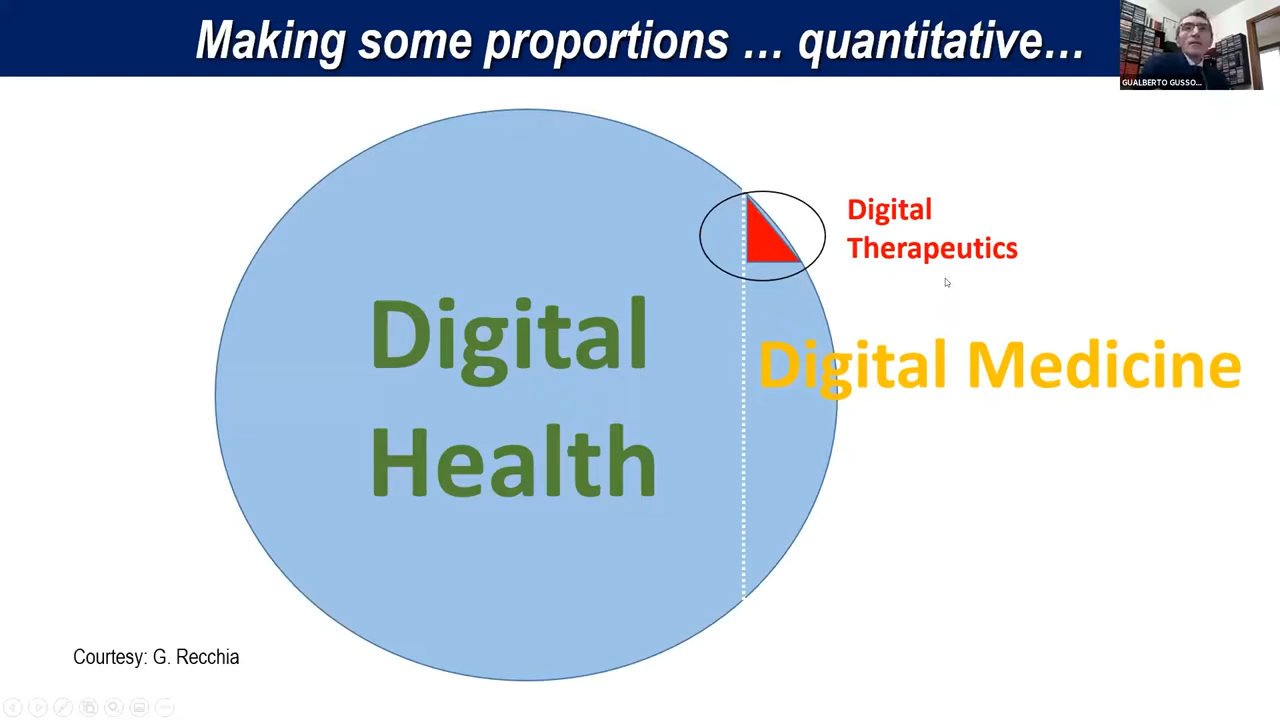 Making some proportions … quantitative…
GUALBERTO GUSSO...
Digital
Therapeutics
Digital
Health
Digital Medicine
Courtesy: G. Recchia